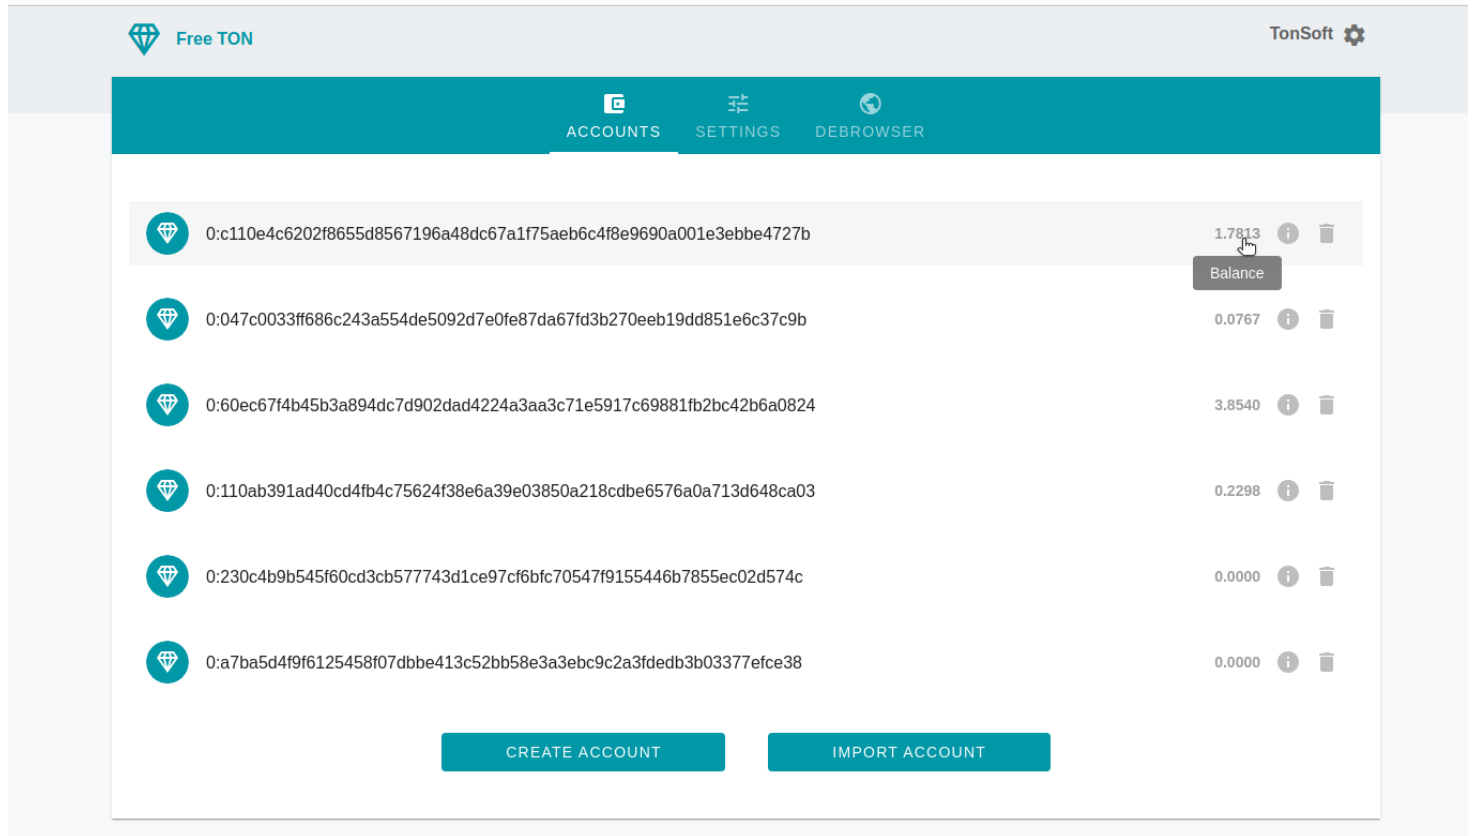 Free TON
TonSoft
ACCOUNTS
SETTINGS
DEBROWSER
0:c110e4c6202f8655d8567196a48dc67a1f75aeb6c4f8e9690a001e3ebbe4727b
1.7813
Balance
0:047c0033ff686c243a554de5092d7e0fe87da67fd3b270eeb19dd851e6c37c9b
0.0767
0:60ec67f4b45b3a894dc7d902dad4224a3aa3c71e5917c69881fb2bc42b6a0824
3.8540
0:110ab391ad40cd4fb4c75624f38e6a39e03850a218cdbe6576a0a713d648ca03
0.2298
0:230c4b9b545f60cd3cb577743d1ce97cf6bfc70547f9155446b7855ec02d574c
0.0000
0:a7ba5d4f9f6125458f07dbbe413c52bb58e3a3ebc9c2a3fdedb3b03377efce38
0.0000
CREATE ACCOUNT
IMPORT ACCOUNT